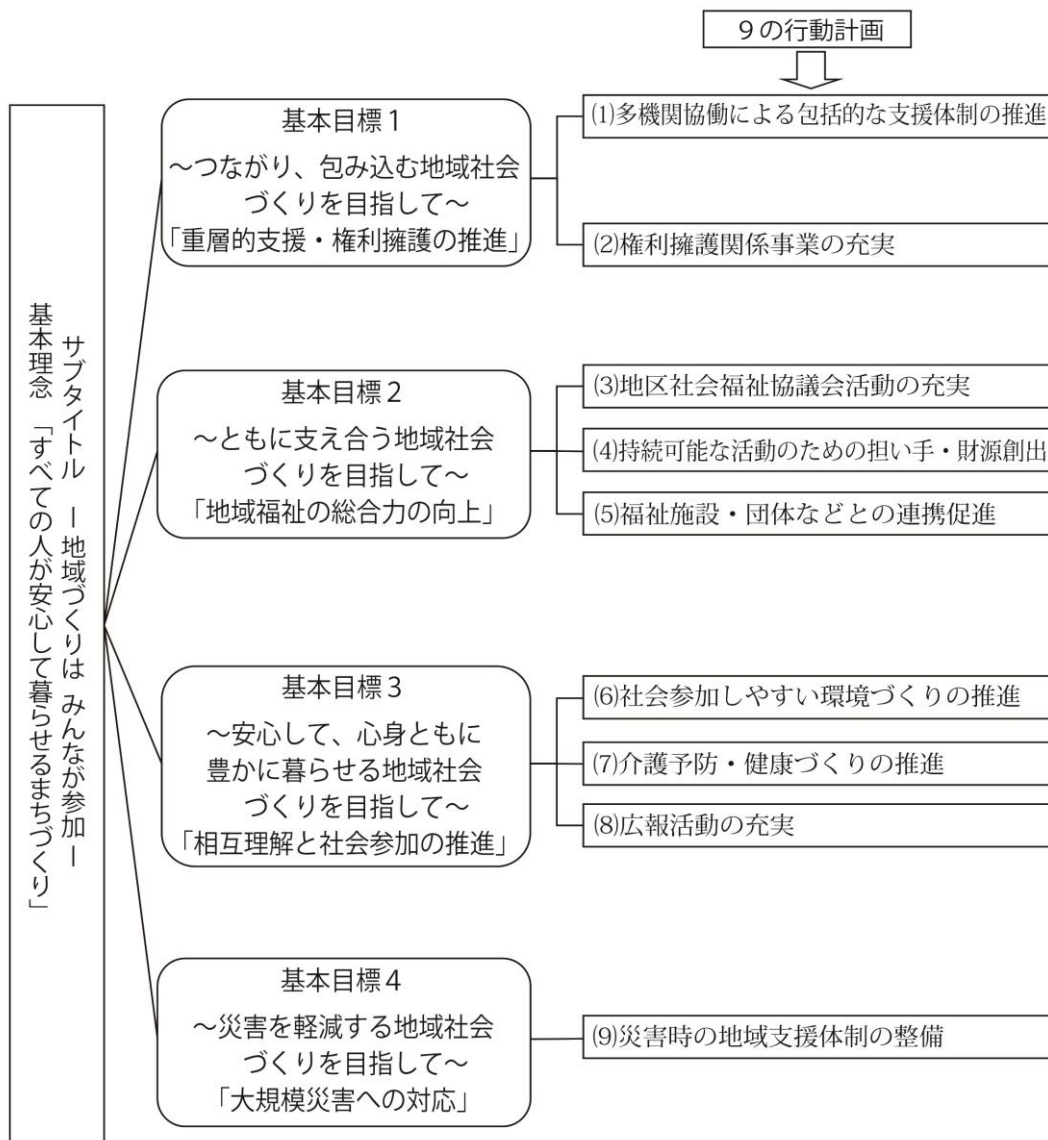 9の行動計画
サブタイトル ー地域づくりは みんなが参加ー
基本理念 「すべての人が安心して暮らせるまちづくり」
基本目標1
～つながり、包み込む地域社会
づくりを目指して～
「重層的支援・権利擁護の推進」
⑴多機関協働による包括的な支援体制の推進
⑵権利擁護関係事業の充実
基本目標2
～ともに支え合う地域社会
づくりを目指して～
「地域福祉の総合力の向上」
⑶地区社会福祉協議会活動の充実
⑷持続可能な活動のための担い手・財源創出
⑸福祉施設・団体などとの連携促進
基本目標3
～安心して、心身ともに
豊かに暮らせる地域社会
づくりを目指して～
「相互理解と社会参加の推進」
⑹社会参加しやすい環境づくりの推進
⑺介護予防・健康づくりの推進
⑻広報活動の充実
基本目標4
～災害を軽減する地域社会
づくりを目指して～
「大規模災害への対応」
⑼災害時の地域支援体制の整備